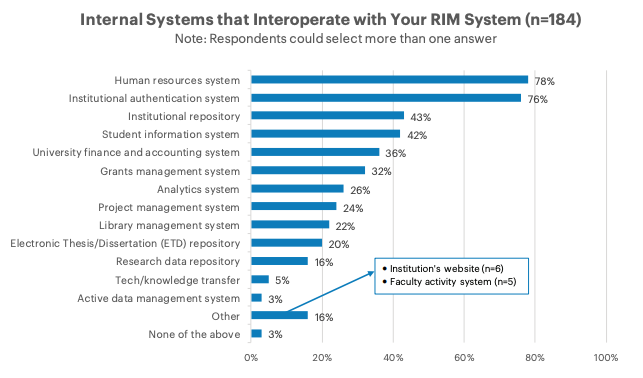 Internal Systems that Interoperate with Your RIM System (n=184)
Note: Respondents could select more than one answer
Human resources system 78%
Institutional authentication system 76%
Institutional repository 43%
Student information system 42%
University finance and accounting system 36%
Grants management system 32%
Analytics system 26%
Project management system 24%
Library management system 22%
Electronic Thesis/Dissertation (ETD) repository 20%
Research data repository 16%
• Institution's website (n=6)
• Faculty activity system (n=5)
Tech/knowledge transfer 5%
Active data management system 3%
Other 16%
None of the above 3%
0% 20% 40% 60% 80% 100%